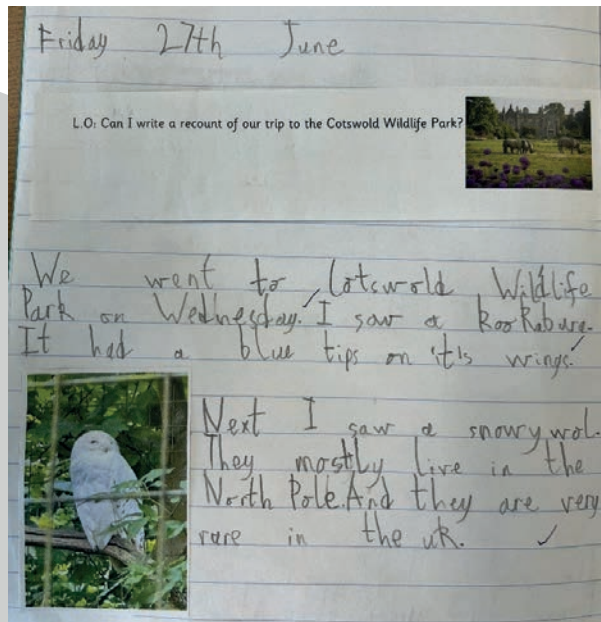 Friday 27th June
L.O: Can I write a recount of our trip to the Cotswold Wildlife Park?
We went to Cotswold Wildlife
Park on Wednesday. I saw a kooRabura.
It had a blue tips on it's wings.
Next I saw a snowy wol.
They mostly live in the
North Pole. And they are very
rare in the uk.